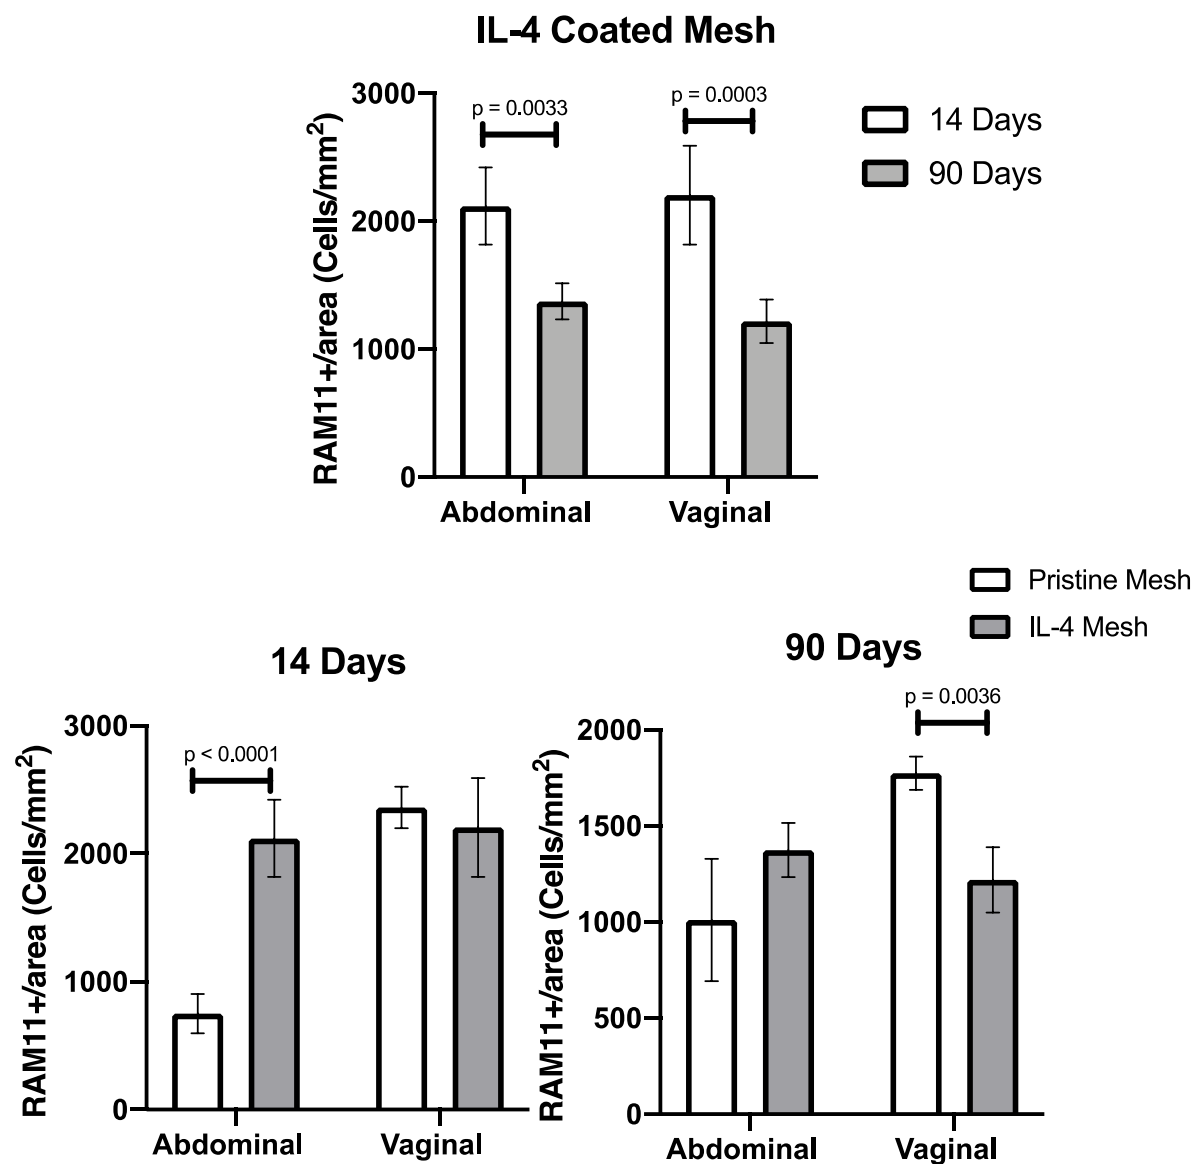 IL-4 Coated Mesh
RAM11+/area (Cells/mm²)
3000
2000
1000
0
p = 0.0033
p = 0.0003
Abdominal
Vaginal
14 Days
90 Days
Pristine Mesh
IL-4 Mesh
14 Days
RAM11+/area (Cells/mm²)
3000
2000
1000
0
p < 0.0001
Abdominal
Vaginal
90 Days
RAM11+/area (Cells/mm²)
2000
1500
1000
500
0
p = 0.0036
Abdominal
Vaginal